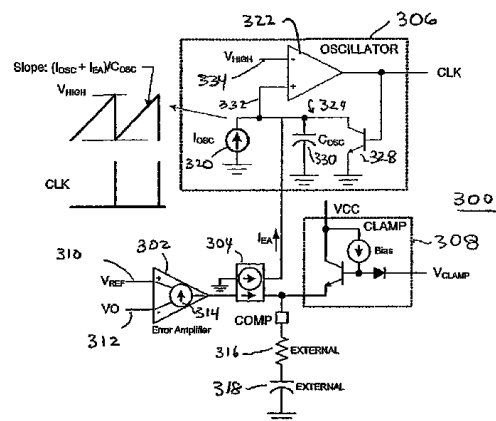 322
306
OSCILLATOR
Slope: (IOSC + IEA)/COSC
VHIGH
VHIGH
-
334
CLK
332
+
324
IOSC
320
COSC
330
328
CLK
300
VCC
CLAMP
308
IEA
Bias
310
302
304
VREF
+
VCLAMP
VO
-
314
312
Error Amplifier
COMP
316
EXTERNAL
318
EXTERNAL